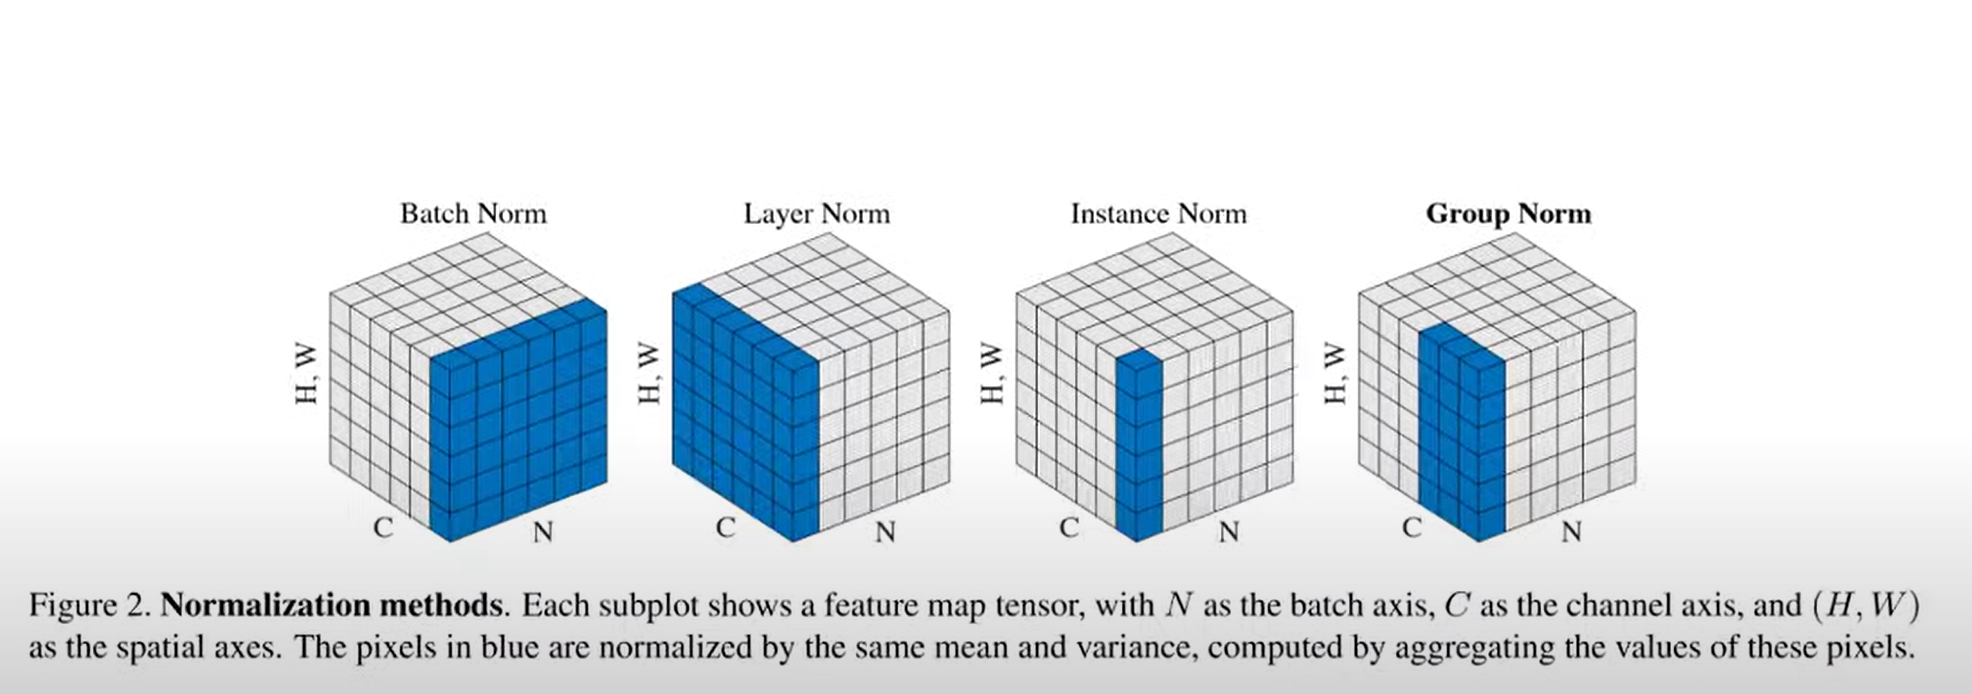 Batch Norm
Layer Norm
Instance Norm
Group Norm
H, W
C
N
H, W
C
N
H, W
C
N
H, W
C
N
Figure 2. Normalization methods. Each subplot shows a feature map tensor, with N as the batch axis, C as the channel axis, and (H, W)
as the spatial axes. The pixels in blue are normalized by the same mean and variance, computed by aggregating the values of these pixels.